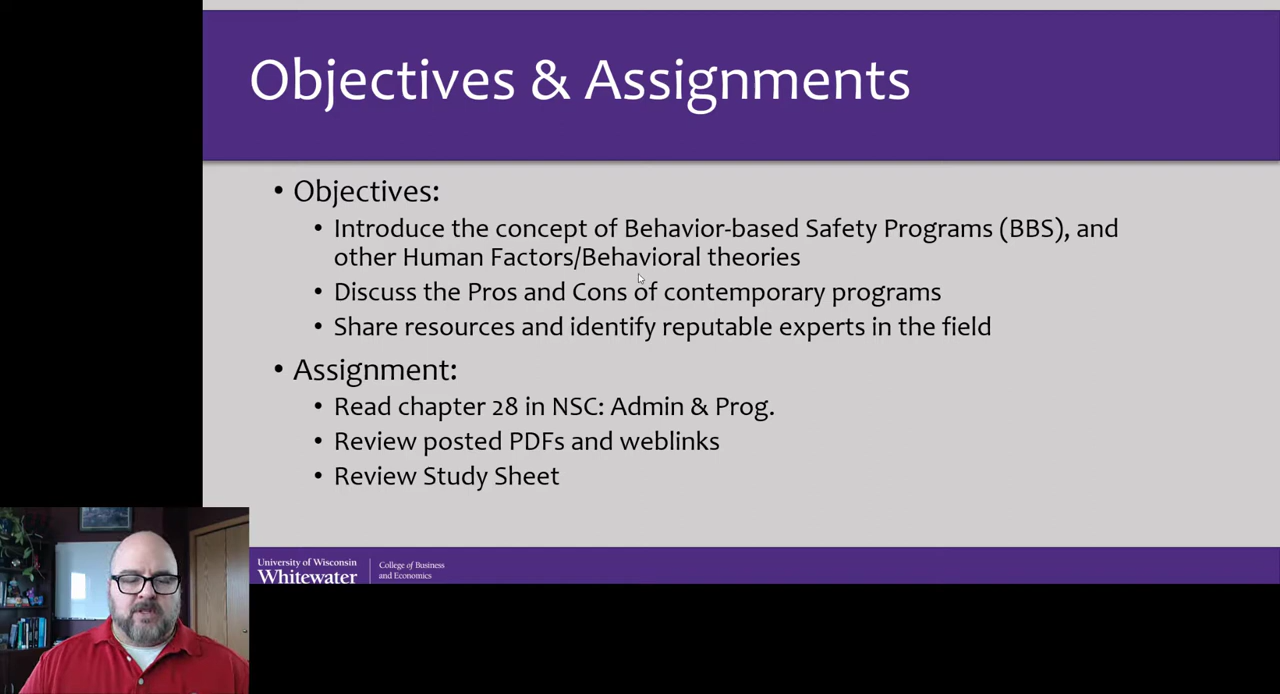 Objectives & Assignments
• Objectives:
• Introduce the concept of Behavior-based Safety Programs (BBS), and
other Human Factors/Behavioral theories
• Discuss the Pros and Cons of contemporary programs
• Share resources and identify reputable experts in the field
• Assignment:
• Read chapter 28 in NSC: Admin & Prog.
• Review posted PDFs and weblinks
• Review Study Sheet
University of Wisconsin
Whitewater
College of Business
and Economics